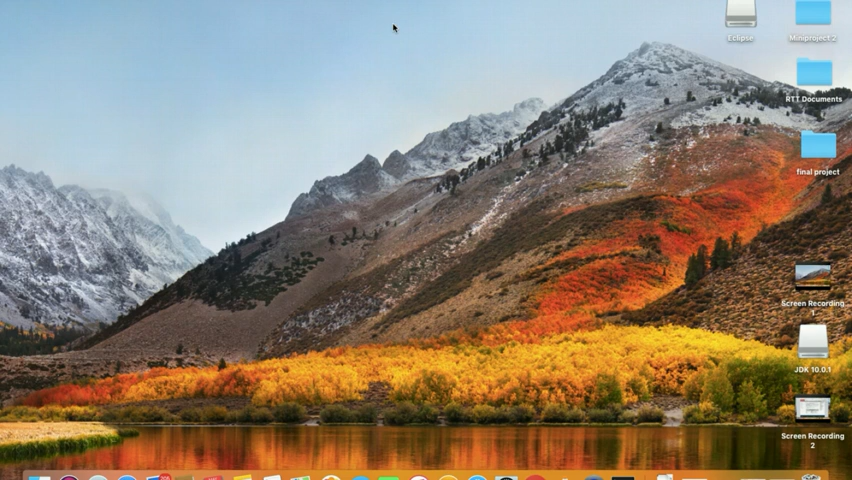 Eclipse
Miniproject 2
RTT Documents
final project
Screen Recording
1
JDK 10.0.1
Screen Recording
2